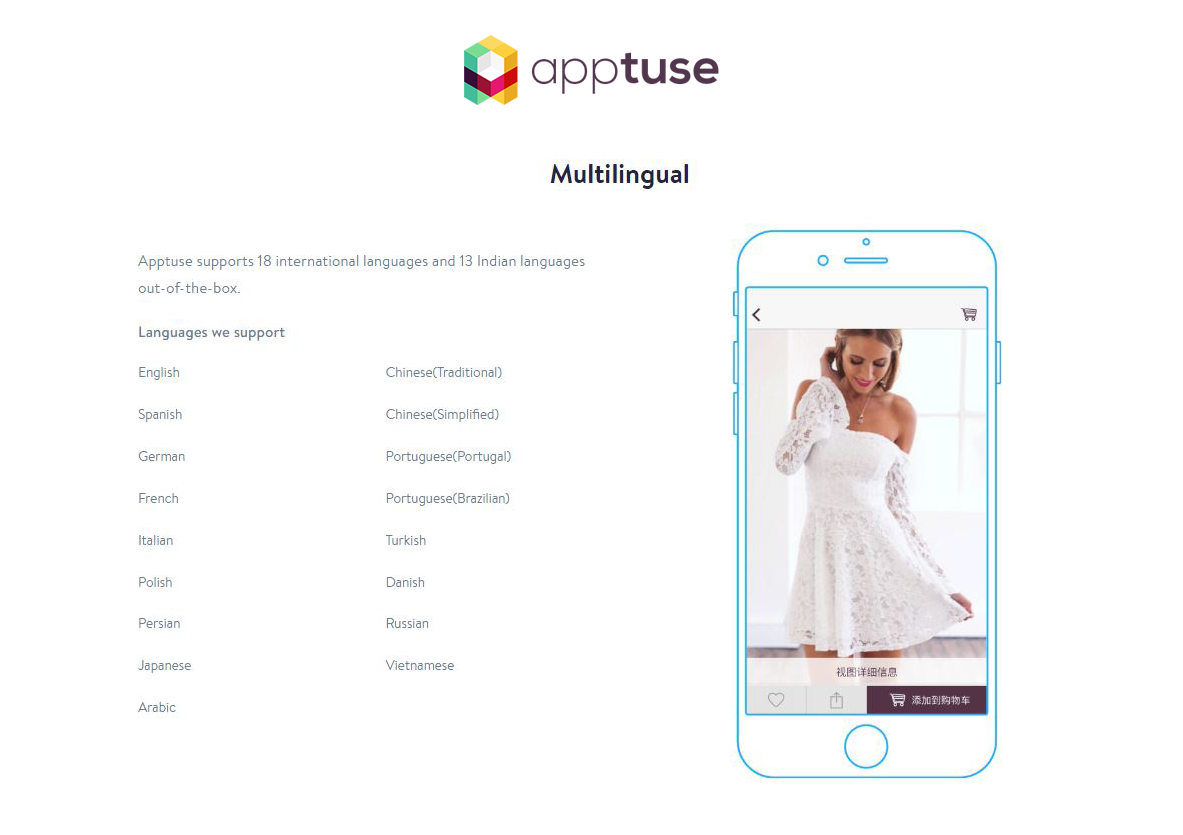 apptuse
Multilingual
Apptuse supports 18 international languages and 13 Indian languages
out-of-the-box.
Languages we support
English
Spanish
German
French
Italian
Polish
Persian
Japanese
Arabic
Chinese(Traditional)
Chinese(Simplified)
Portuguese(Portugal)
Portuguese(Brazilian)
Turkish
Danish
Russian
Vietnamese
视图详细信息
添加到购物车